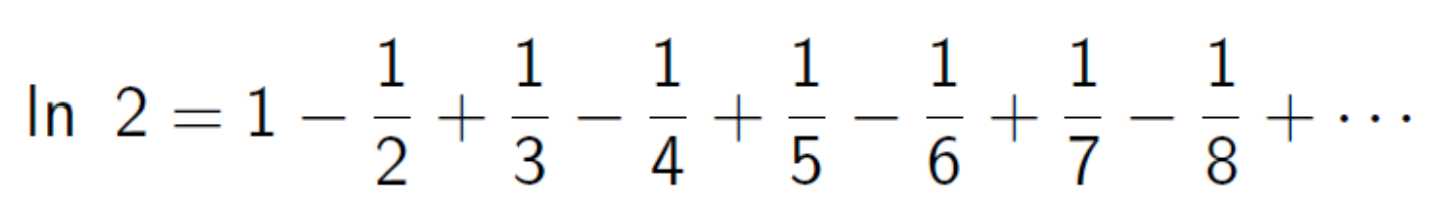 ln 2 = 1 − 1/2 + 1/3 − 1/4 + 1/5 − 1/6 + 1/7 − 1/8 + ⋯